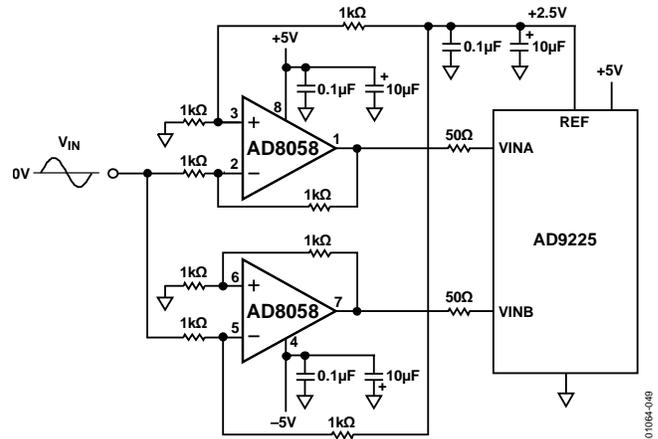 1kΩ
+2.5V
+5V
0.1µF
+
10µF
+5V
0.1µF
+
10µF
1kΩ
3
+
8
REF
VIN
1kΩ
AD8058
1
50Ω
VINA
0V
2
–
1kΩ
AD9225
1kΩ
1kΩ
6
+
AD8058
7
50Ω
VINB
1kΩ
5
–
4
0.1µF
10µF
+
–5V
1kΩ
01064-049